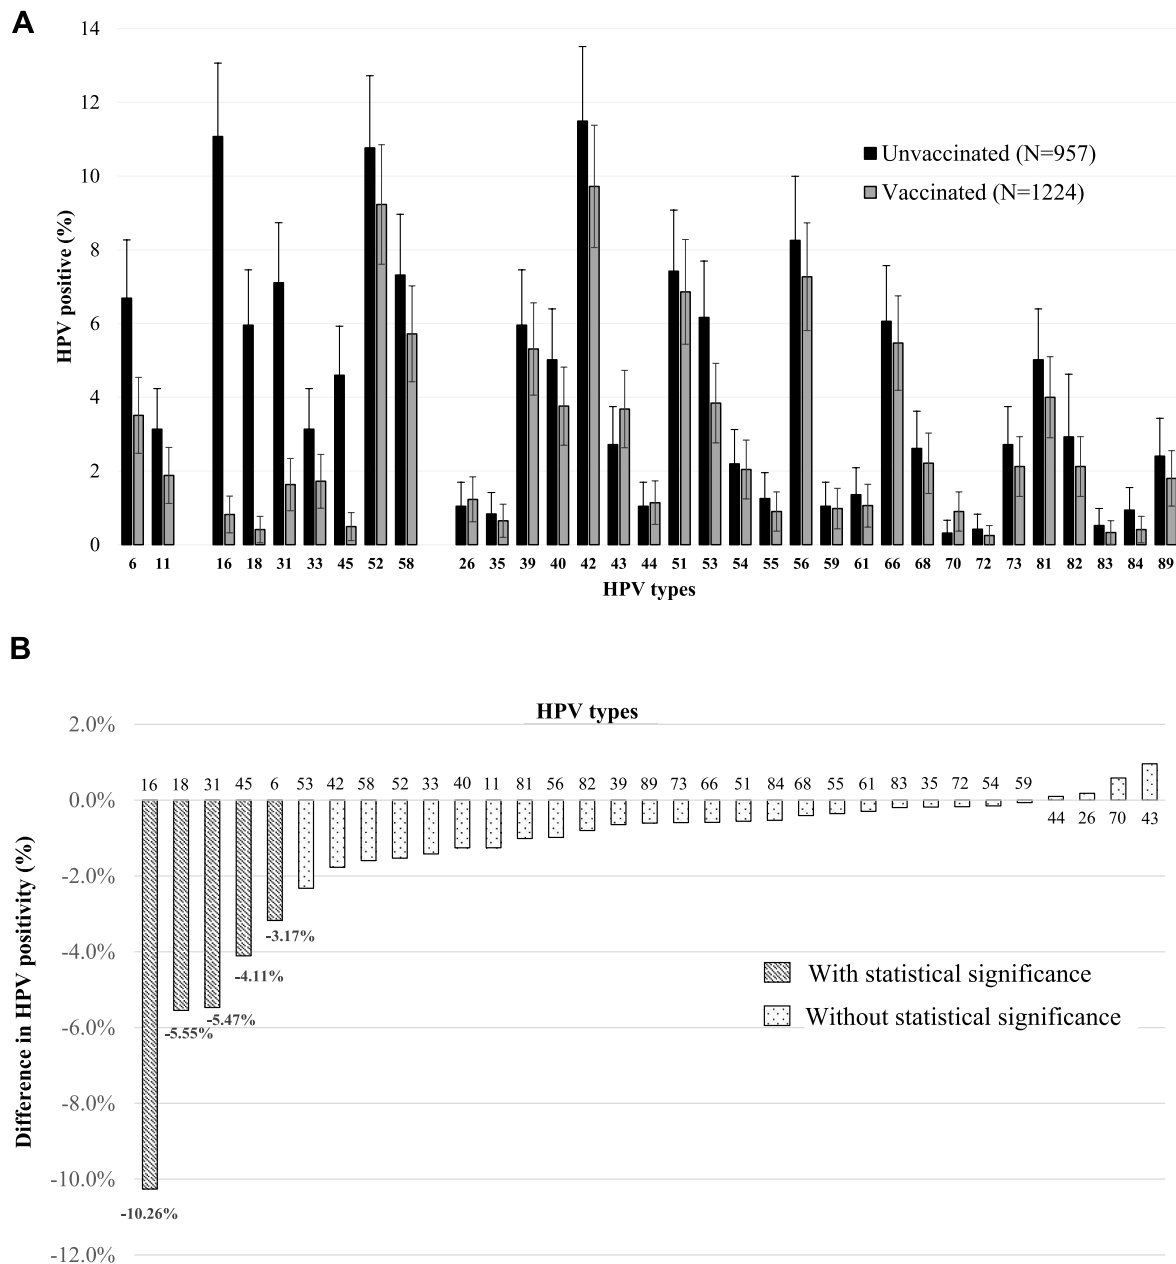 A
14
12
10
8
6
4
2
0
HPV positive (%)
Unvaccinated (N=957)
Vaccinated (N=1224)
6 11 16 18 31 33 45 52 58 26 35 39 40 42 43 44 51 53 54 55 56 59 61 66 68 70 72 73 81 82 83 84 89
HPV types
B
HPV types
2.0%
16 18 31 45 6 53 42 58 52 33 40 11 81 56 82 39 89 73 66 51 84 68 55 61 83 35 72 54 59
0.0%
44 26 70 43
-2.0%
-3.17%
-4.0%
-4.11%
With statistical significance
-5.47%
Without statistical significance
-6.0%
-5.55%
-8.0%
-10.0%
-10.26%
-12.0%
Difference in HPV positivity (%)